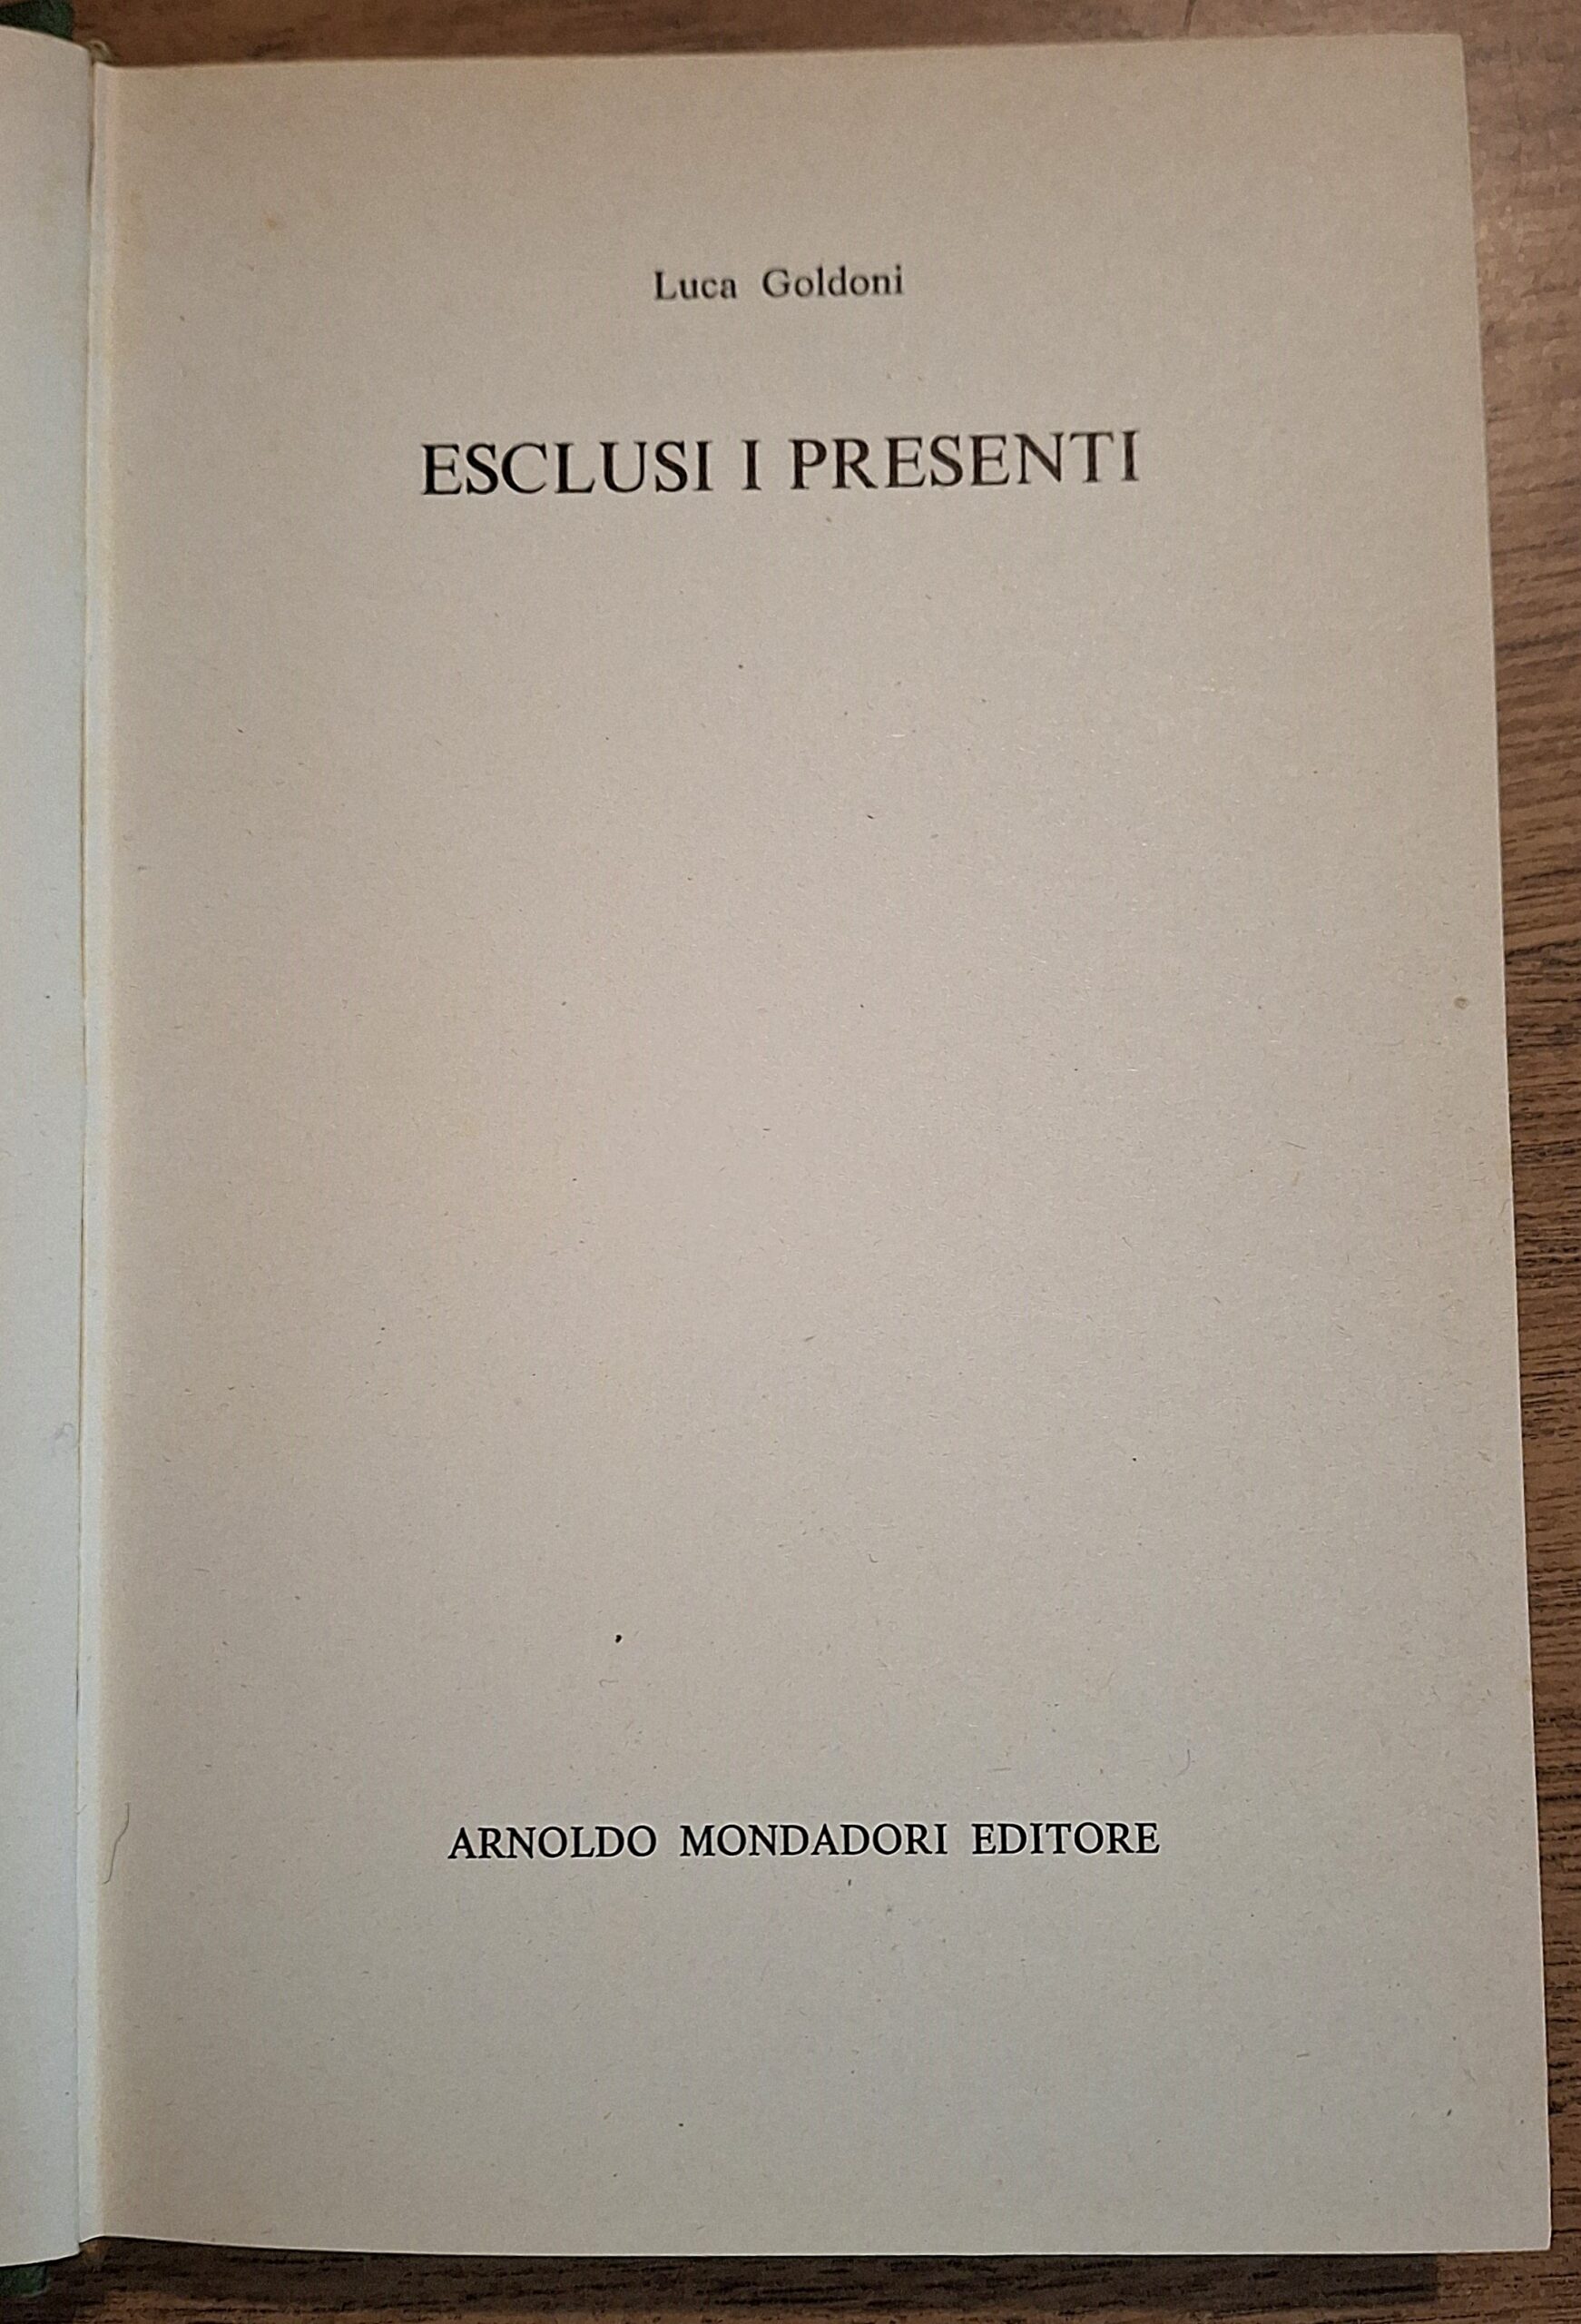 Luca Goldoni
ESCLUSI I PRESENTI
ARNOLDO MONDADORI EDITORE